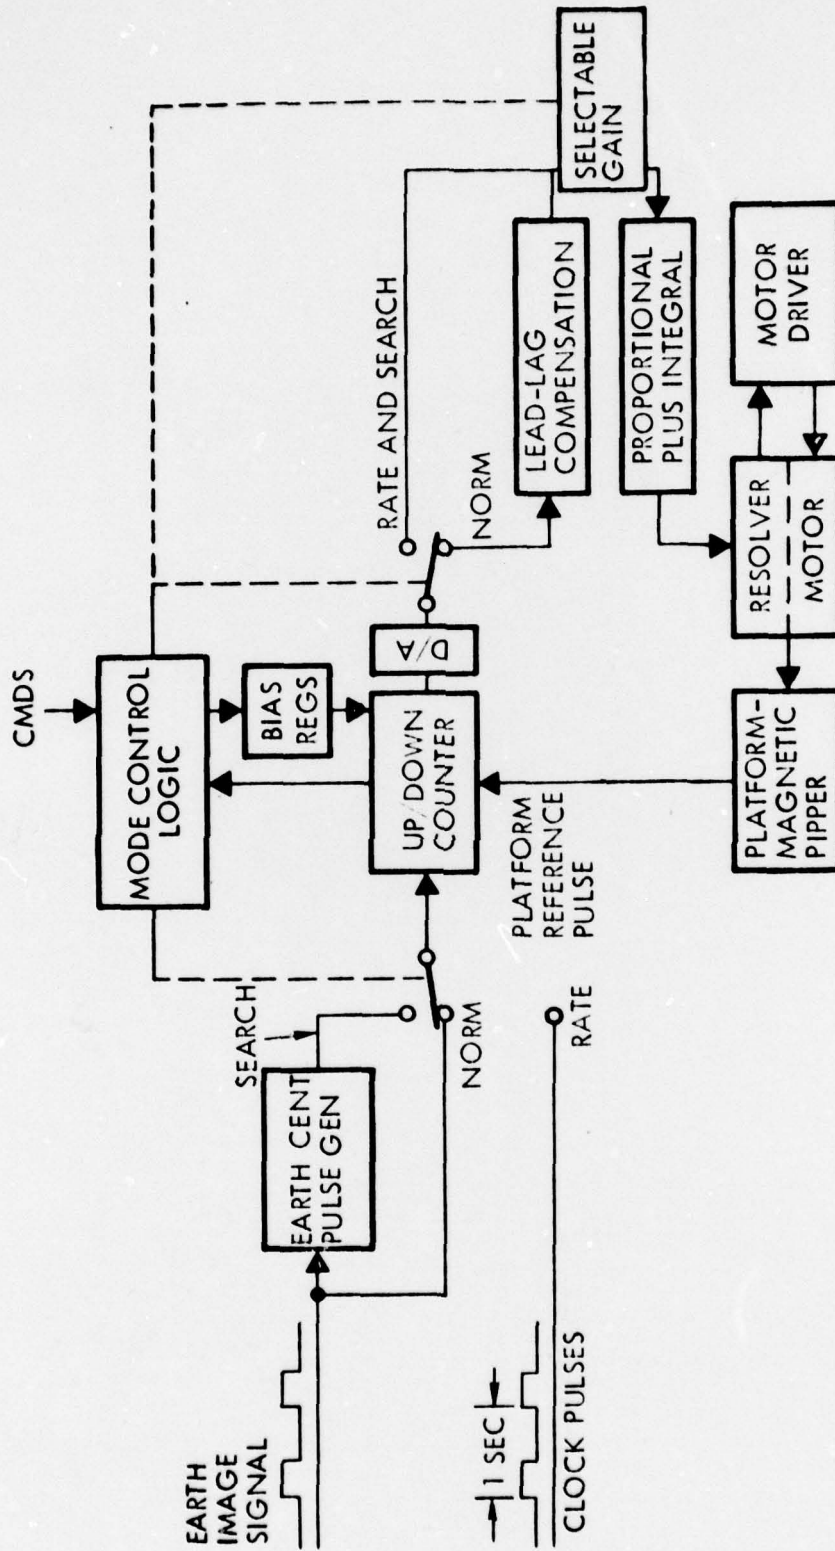 EARTH
IMAGE
SIGNAL
EARTH CENT
PULSE GEN
SEARCH
NORM
1 SEC
CLOCK PULSES
RATE
CMDS
MODE CONTROL
LOGIC
BIAS
REGS
UP/DOWN
COUNTER
D/A
PLATFORM
REFERENCE
PULSE
RATE AND SEARCH
NORM
LEAD-LAG
COMPENSATION
SELECTABLE
GAIN
PROPORTIONAL
PLUS INTEGRAL
PLATFORM-
MAGNETIC
PIPPER
RESOLVER
MOTOR
MOTOR
DRIVER